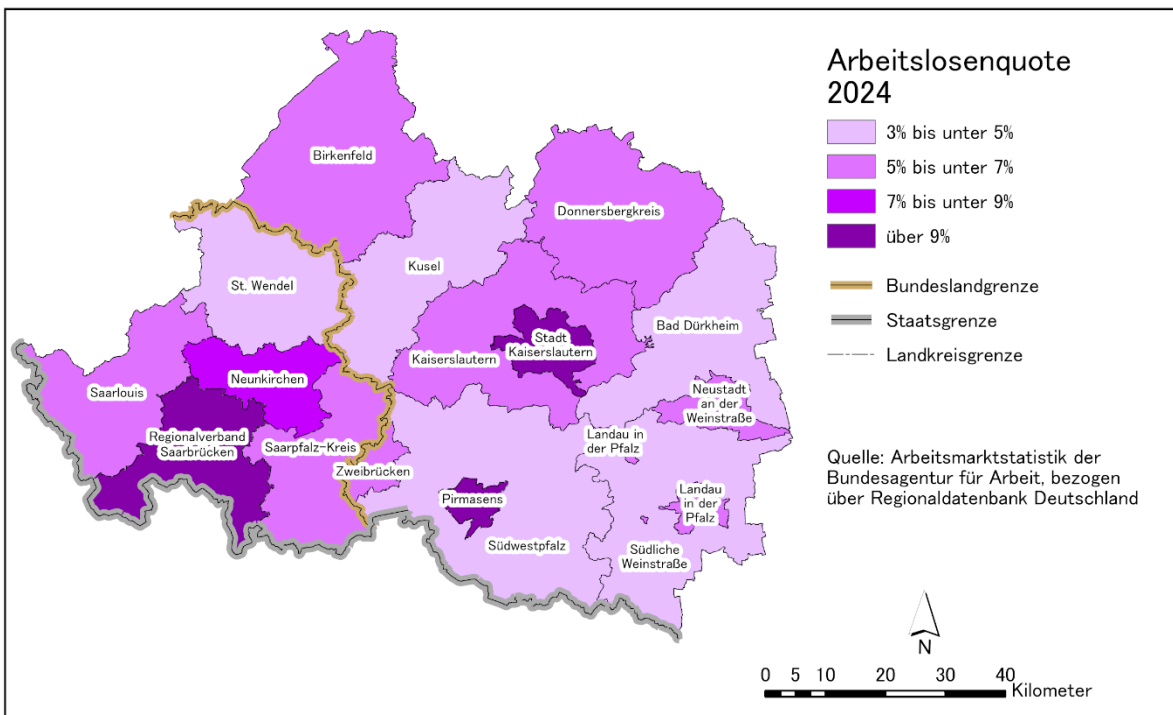 Arbeitslosenquote
2024
3% bis unter 5%
5% bis unter 7%
7% bis unter 9%
über 9%
Bundeslandgrenze
Staatsgrenze
Landkreisgrenze
Quelle: Arbeitsmarktstatistik der
Bundesagentur für Arbeit, bezogen
über Regionaldatenbank Deutschland
Birkenfeld
Donnersbergkreis
Kusel
St. Wendel
Bad Dürkheim
Stadt
Kaiserslautern
Kaiserslautern
Neunkirchen
Saarlouis
Neustadt
an der
Weinstraße
Regionalverband
Saarbrücken
Saarpfalz-Kreis
Landau in
der Pfalz
Zweibrücken
Pirmasens
Landau
in der
Pfalz
Südwestpfalz
Südliche
Weinstraße
N
0 5 10 20 30 40
Kilometer